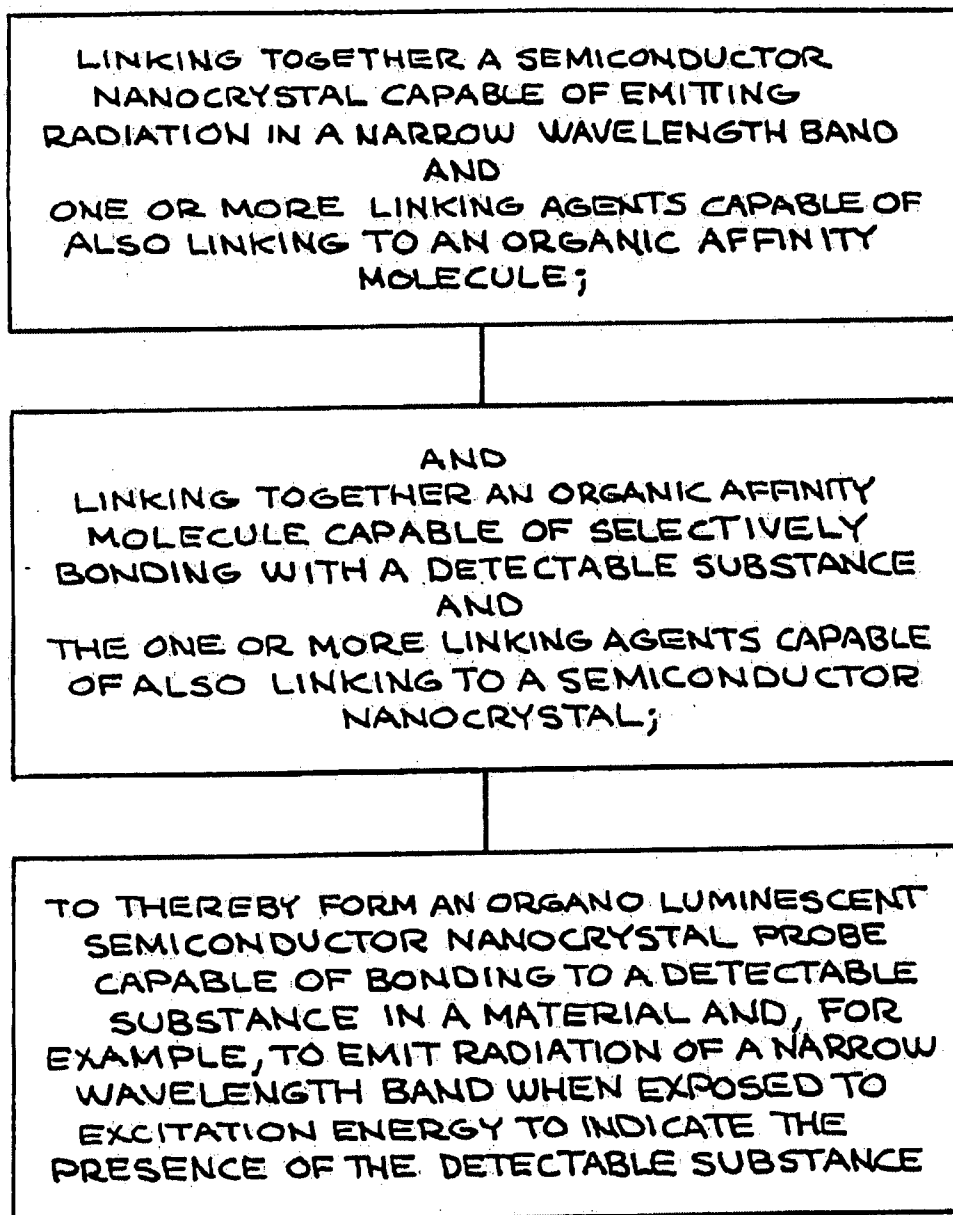 LINKING TOGETHER A SEMICONDUCTOR
NANOCRYSTAL CAPABLE OF EMITTING
RADIATION IN A NARROW WAVELENGTH BAND
AND
ONE OR MORE LINKING AGENTS CAPABLE OF
ALSO LINKING TO AN ORGANIC AFFINITY
MOLECULE;
AND
LINKING TOGETHER AN ORGANIC AFFINITY
MOLECULE CAPABLE OF SELECTIVELY
BONDING WITH A DETECTABLE SUBSTANCE
AND
THE ONE OR MORE LINKING AGENTS CAPABLE
OF ALSO LINKING TO A SEMICONDUCTOR
NANOCRYSTAL;
TO THEREBY FORM AN ORGANO LUMINESCENT
SEMICONDUCTOR NANOCRYSTAL PROBE
CAPABLE OF BONDING TO A DETECTABLE
SUBSTANCE IN A MATERIAL AND, FOR
EXAMPLE, TO EMIT RADIATION OF A NARROW
WAVELENGTH BAND WHEN EXPOSED TO
EXCITATION ENERGY TO INDICATE THE
PRESENCE OF THE DETECTABLE SUBSTANCE